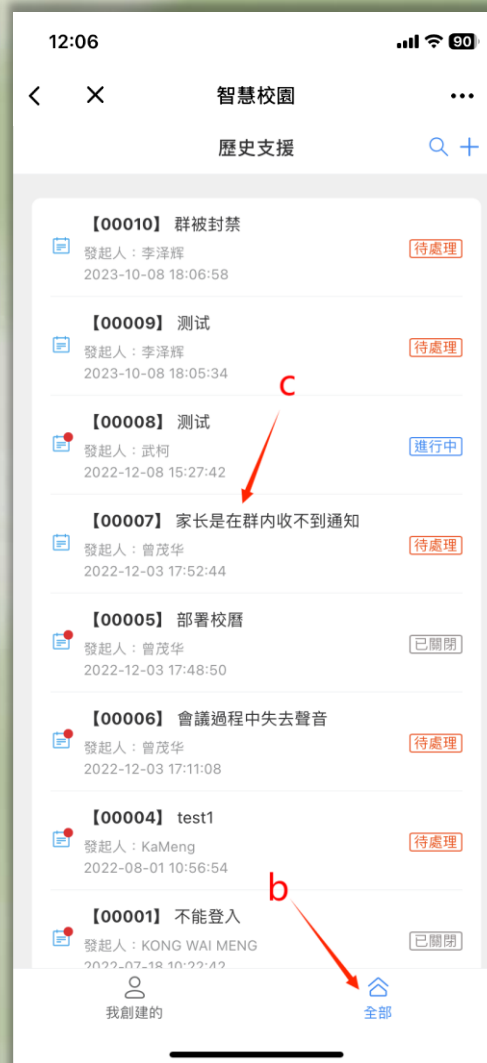 12:06
90
智慧校園
歷史支援
【00010】 群被封禁
發起人：李泽辉
待處理
2023-10-08 18:06:58
【00009】 测试
發起人：李泽辉
待處理
2023-10-08 18:05:34
c
【00008】 测试
發起人：武柯
進行中
2022-12-08 15:27:42
【00007】 家长是在群内收不到通知
發起人：曾茂华
待處理
2022-12-03 17:52:44
【00005】 部署校曆
發起人：曾茂华
已關閉
2022-12-03 17:48:50
【00006】 會議過程中失去聲音
發起人：曾茂华
待處理
2022-12-03 17:11:08
【00004】 test1
發起人：KaMeng
待處理
2022-08-01 10:56:54
b
【00001】 不能登入
發起人：KONG WAI MENG
已關閉
2022-07-18 10:22:42
我創建的
全部